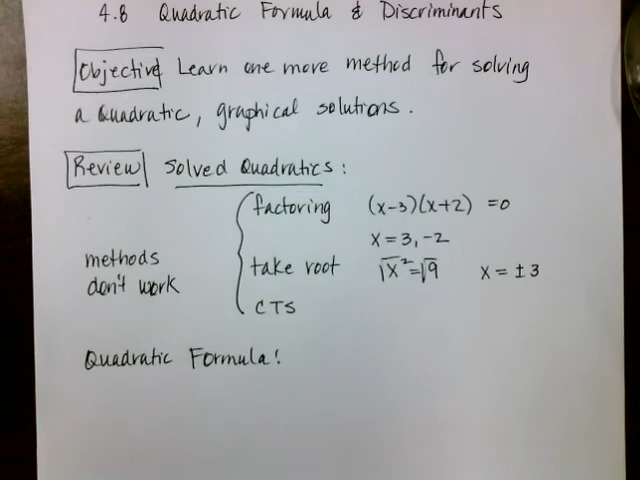 4.8 Quadratic Formula & Discriminants
Objective Learn one more method for solving
a Quadratic, graphical solutions.
Review Solved Quadratics:
factoring (x-3)(x+2) =0
x = 3, -2
methods
don't work
take root √x² = √9 x = ± 3
CTS
Quadratic Formula!